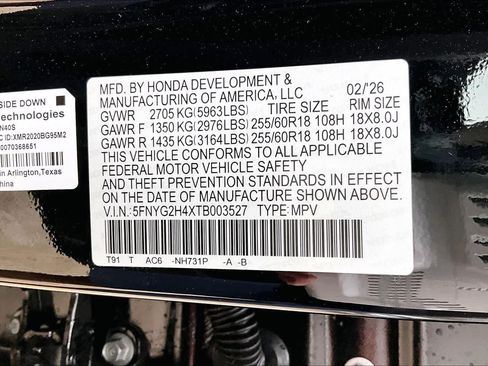 SIDE DOWN
echnologies
N40S
C ID:XMR2020BG95M2
0070368651
in Arlington,Texas
China
MFD. BY HONDA DEVELOPMENT &
MANUFACTURING OF AMERICA, LLC 02/'26
GVWR 2705 KG(5963LBS) TIRE SIZE RIM SIZE
GAWR F 1350 KG(2976LBS) 255/60R18 108H 18X8.0J
GAWR R 1435 KG(3164LBS) 255/60R18 108H 18X8.0J
THIS VEHICLE CONFORMS TO ALL APPLICABLE
FEDERAL MOTOR VEHICLE SAFETY
AND THEFT PREVENTION STANDARDS IN EFFECT
ON THE DATE OF MANUFACTURE SHOWN ABOVE.
V.I.N.:5FNYG2H4XTB003527 TYPE:MPV
T91 T AC6 -NH731P -A -B